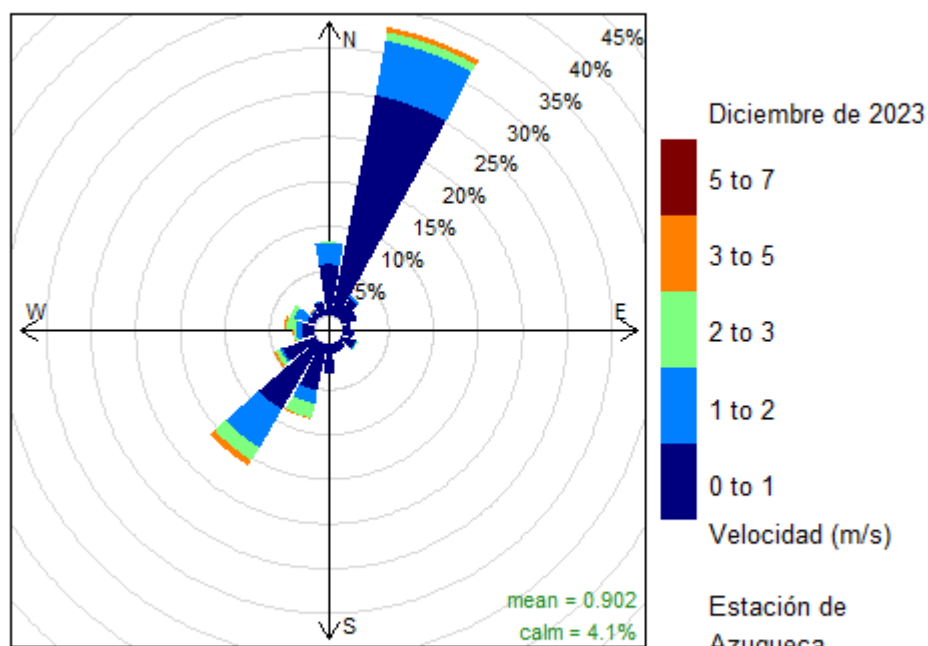 N
45%
40%
35%
30%
25%
20%
15%
10%
5%
W
E
S
mean = 0.902
calm = 4.1%
Diciembre de 2023
5 to 7
3 to 5
2 to 3
1 to 2
0 to 1
Velocidad (m/s)
Estación de
Azuqueca